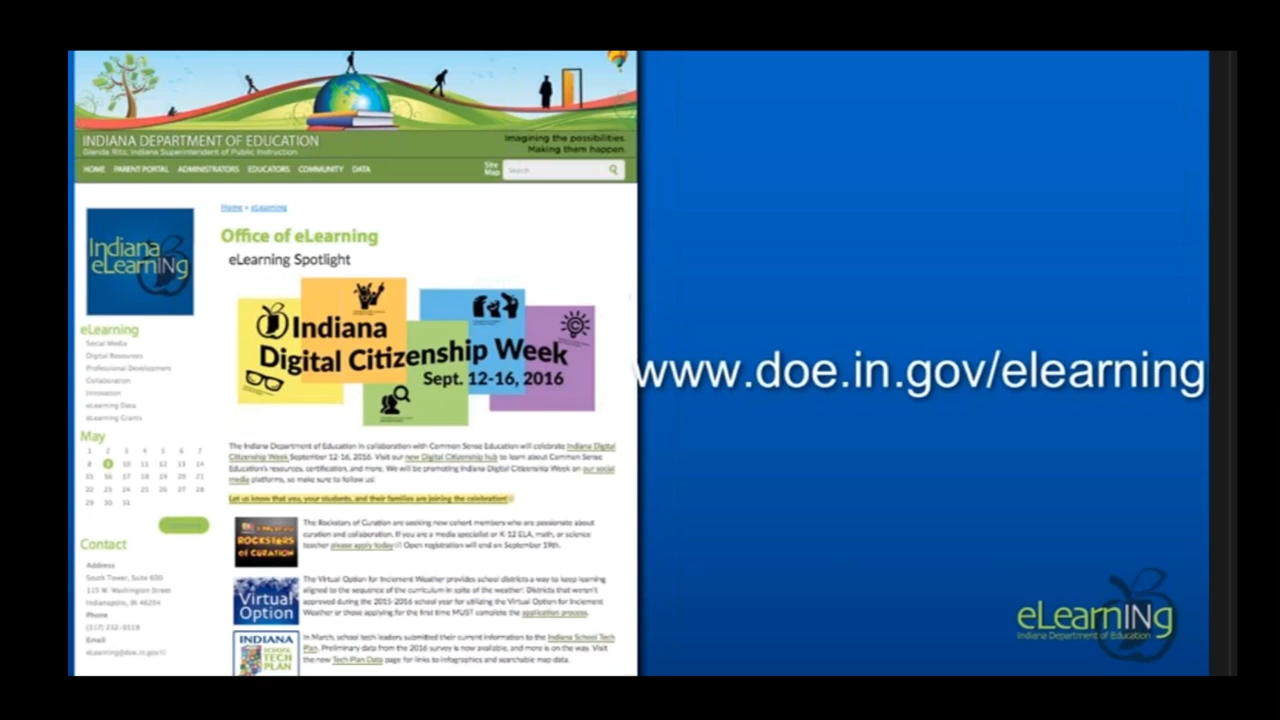 INDIANA DEPARTMENT OF EDUCATION
Glenda Ritz, Indiana Superintendent of Public Instruction
Imagining the possibilities.
Making them happen.
HOME PARENT PORTAL ADMINISTRATORS EDUCATORS COMMUNITY DATA
Site
Map
Search
Home » eLearning
Indiana
eLearnINg
Office of eLearning
eLearning Spotlight
Indiana
Digital Citizenship Week
Sept. 12-16, 2016
eLearning
Social Media
Digital Resources
Professional Development
Collaboration
Innovation
eLearning Data
eLearning Grants
May
1 2 3 4 5 6 7
8 9 10 11 12 13 14
15 16 17 18 19 20 21
22 23 24 25 26 27 28
29 30 31
Contact
Address
South Tower, Suite 600
115 W. Washington Street
Indianapolis, IN 46204
Phone
(317) 232-0119
Email
eLearning@doe.in.gov
The Indiana Department of Education in collaboration with Common Sense Education will celebrate Indiana Digital
Citizenship Week September 12-16, 2016. Visit our new Digital Citizenship hub to learn about Common Sense
Education's resources, certification, and more. We will be promoting Indiana Digital Citizenship Week on our social
media platforms, so make sure to follow us!
Let us know that you, your students, and their families are joining the celebration!
ROCKSTARS
of CURATION
The Rockstars of Curation are seeking new cohort members who are passionate about
curation and collaboration. If you are a media specialist or K-12 ELA, math, or science
teacher please apply today! Open registration will end on September 19th.
Virtual
Option
The Virtual Option for Inclement Weather provides school districts a way to keep learning
aligned to the sequence of the curriculum in spite of the weather! Districts that weren't
approved during the 2015-2016 school year for utilizing the Virtual Option for Inclement
Weather or those applying for the first time MUST complete the application process.
INDIANA
SCHOOL
TECH
PLAN
In March, school tech leaders submitted their current information to the Indiana School Tech
Plan. Preliminary data from the 2016 survey is now available, and more is on the way. Visit
the new Tech Plan Data page for links to infographics and searchable map data.
www.doe.in.gov/elearning
eLearnINg
Indiana Department of Education